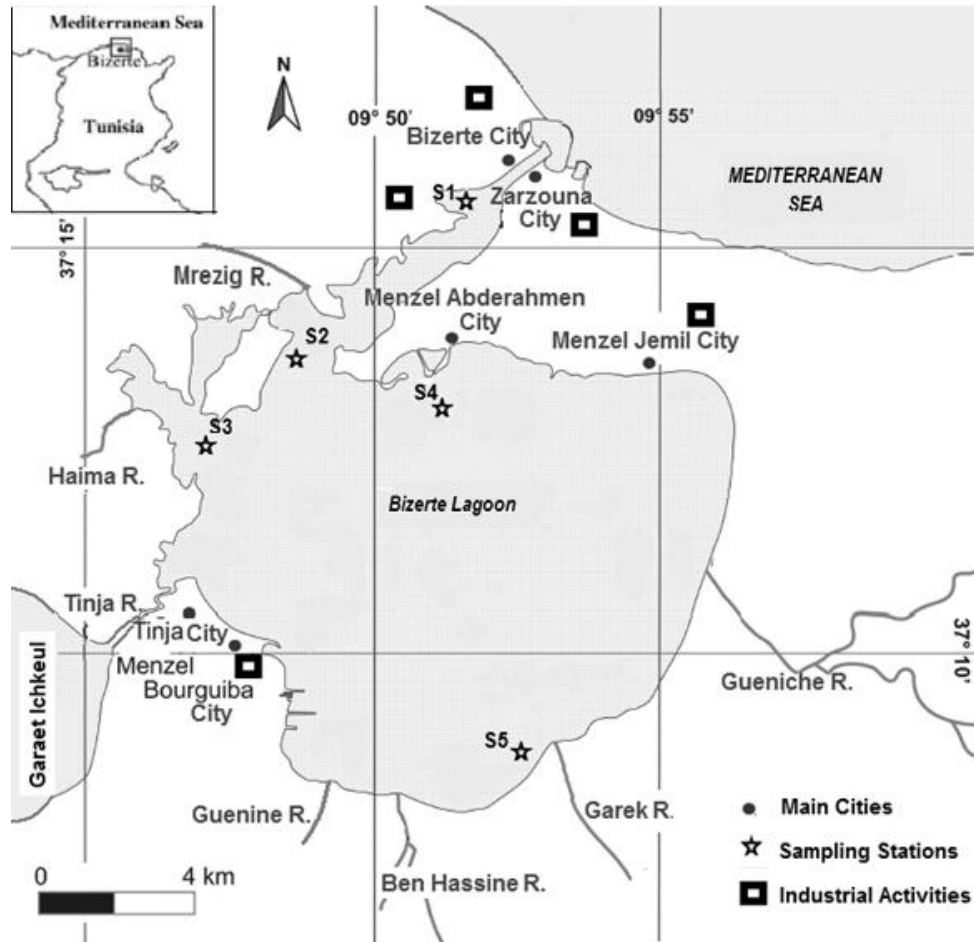 Mediterranean Sea
Bizerte
Tunisia
N
09° 50'
09° 55'
Bizerte City
MEDITERRANEAN
SEA
S1
Zarzouna
City
37° 15'
Mrezig R.
Menzel Abderahmen
City
S2
Menzel Jemil City
S4
S3
Haima R.
Bizerte Lagoon
Tinja R.
Tinja City
Menzel
Bourguiba
City
37° 10'
Gueniche R.
Garaet Ichkeul
S5
Guenine R.
Garek R.
Ben Hassine R.
0 4 km
Main Cities
Sampling Stations
Industrial Activities